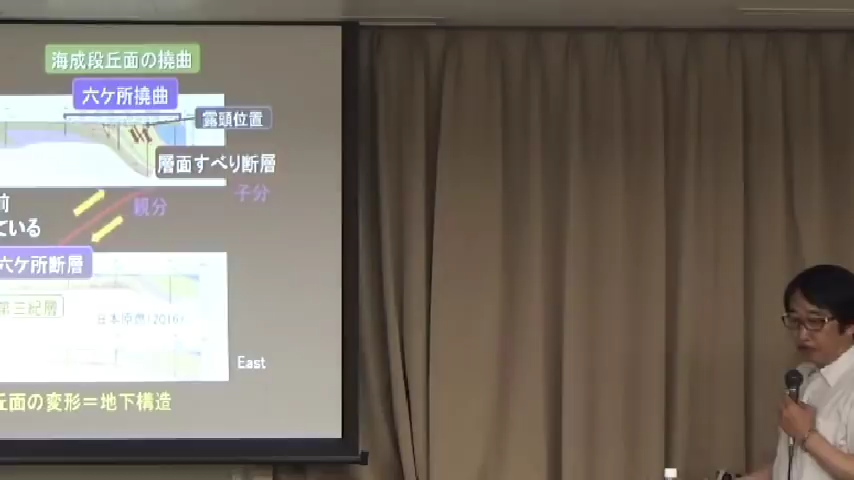 海成段丘面の撓曲
六ケ所撓曲
露頭位置
層面すべり断層
子分
親分
前
ている
六ケ所断層
第三紀層
日本原燃(2016)
East
丘面の変形=地下構造